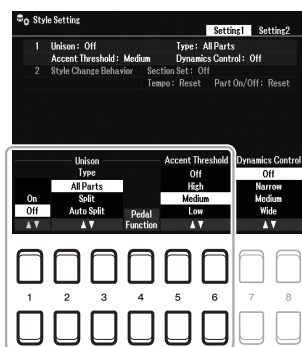 Style Setting
Setting1 Setting2
1 Unison: Off Type: All Parts
Accent Threshold: Medium Dynamics Control: Off
2 Style Change Behavior Section Set: Off
Tempo: Reset Part On/Off: Reset
Unison Accent Threshold Dynamics Control
Type Off Off
All Parts High Narrow
On Split Medium Medium
Off Auto Split Pedal Function Low Wide
▲▼ ▲▼ ▲▼ ▲▼
1 2 3 4 5 6 7 8